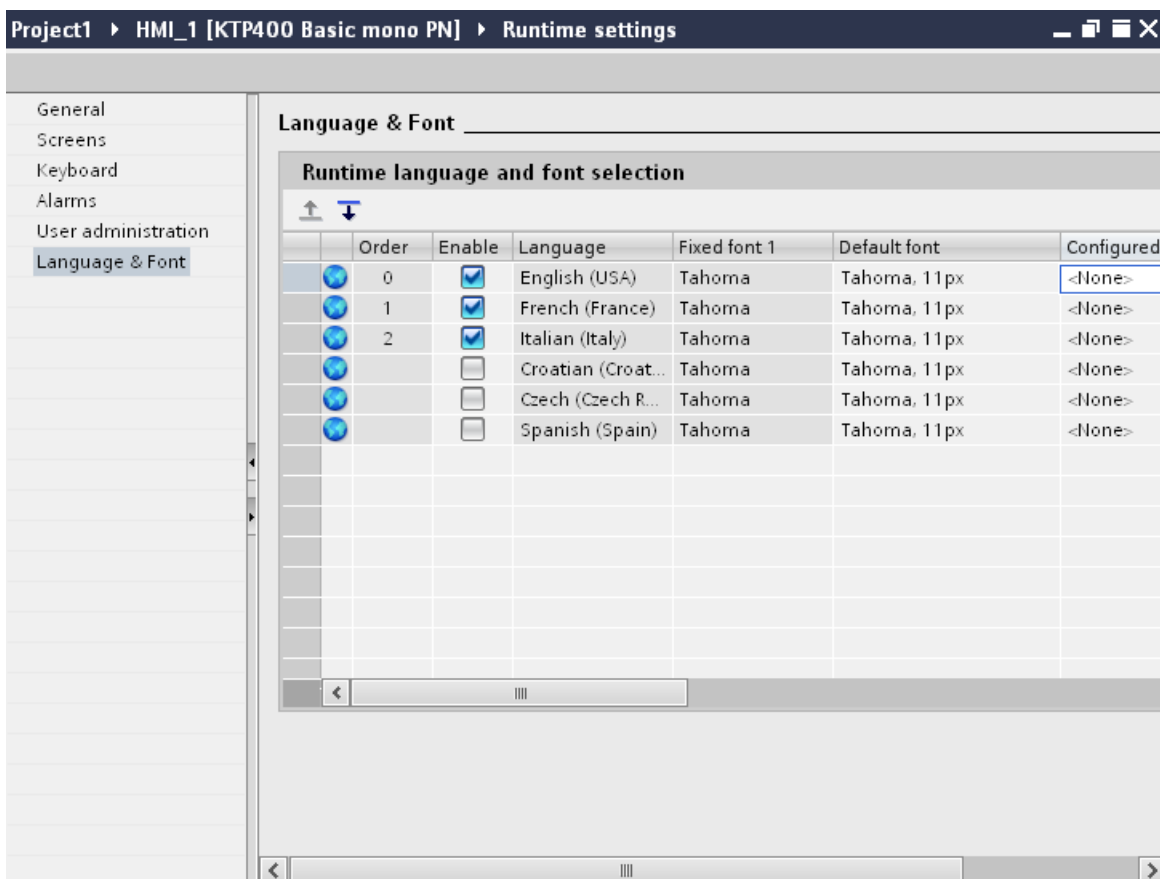 Project1 ▸ HMI_1 [KTP400 Basic mono PN] ▸ Runtime settings
General
Screens
Keyboard
Alarms
User administration
Language & Font
Language & Font
Runtime language and font selection
Order Enable Language Fixed font 1 Default font Configured
0 English (USA) Tahoma Tahoma, 11px <None>
1 French (France) Tahoma Tahoma, 11px <None>
2 Italian (Italy) Tahoma Tahoma, 11px <None>
Croatian (Croat... Tahoma Tahoma, 11px <None>
Czech (Czech R... Tahoma Tahoma, 11px <None>
Spanish (Spain) Tahoma Tahoma, 11px <None>